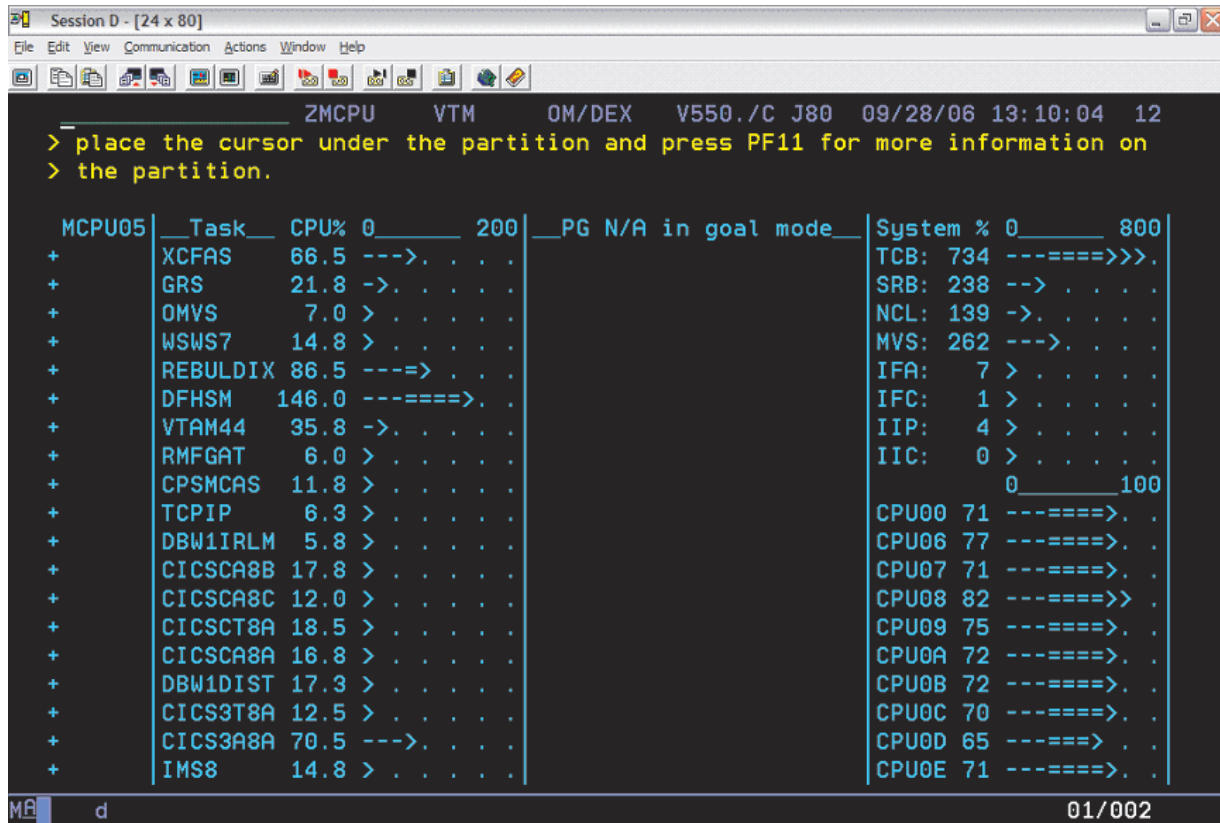 Session D - [24 x 80]
File Edit View Communication Actions Window Help
________________ ZMCPU VTM OM/DEX V550./C J80 09/28/06 13:10:04 12
> place the cursor under the partition and press PF11 for more information on
> the partition.
MCPU05|__Task__ CPU% 0______ 200|__PG N/A in goal mode__|System % 0______ 800|
+ |XCFAS 66.5 --->. . . .| |TCB: 734 ---====>>>.|
+ |GRS 21.8 ->. . . . .| |SRB: 238 --> . . . .|
+ |OMVS 7.0 > . . . . .| |NCL: 139 ->. . . . .|
+ |WSWS7 14.8 > . . . . .| |MVS: 262 --->. . . .|
+ |REBULDIX 86.5 ---=> . . .| |IFA: 7 > . . . . .|
+ |DFHSM 146.0 ---====>. .| |IFC: 1 > . . . . .|
+ |VTAM44 35.8 ->. . . . .| |IIP: 4 > . . . . .|
+ |RMFGAT 6.0 > . . . . .| |IIC: 0 > . . . . .|
+ |CPSMCAS 11.8 > . . . . .| | 0_______100|
+ |TCPIP 6.3 > . . . . .| |CPU00 71 ---====>. .|
+ |DBW1IRLM 5.8 > . . . . .| |CPU06 77 ---====>. .|
+ |CICSCA8B 17.8 > . . . . .| |CPU07 71 ---====>. .|
+ |CICSCA8C 12.0 > . . . . .| |CPU08 82 ---====>> .|
+ |CICSCT8A 18.5 > . . . . .| |CPU09 75 ---====>. .|
+ |CICSCA8A 16.8 > . . . . .| |CPU0A 72 ---====>. .|
+ |DBW1DIST 17.3 > . . . . .| |CPU0B 72 ---====>. .|
+ |CICS3T8A 12.5 > . . . . .| |CPU0C 70 ---====>. .|
+ |CICS3A8A 70.5 --->. . . .| |CPU0D 65 ---===> . .|
+ |IMS8 14.8 > . . . . .| |CPU0E 71 ---====>. .|
MA d 01/002